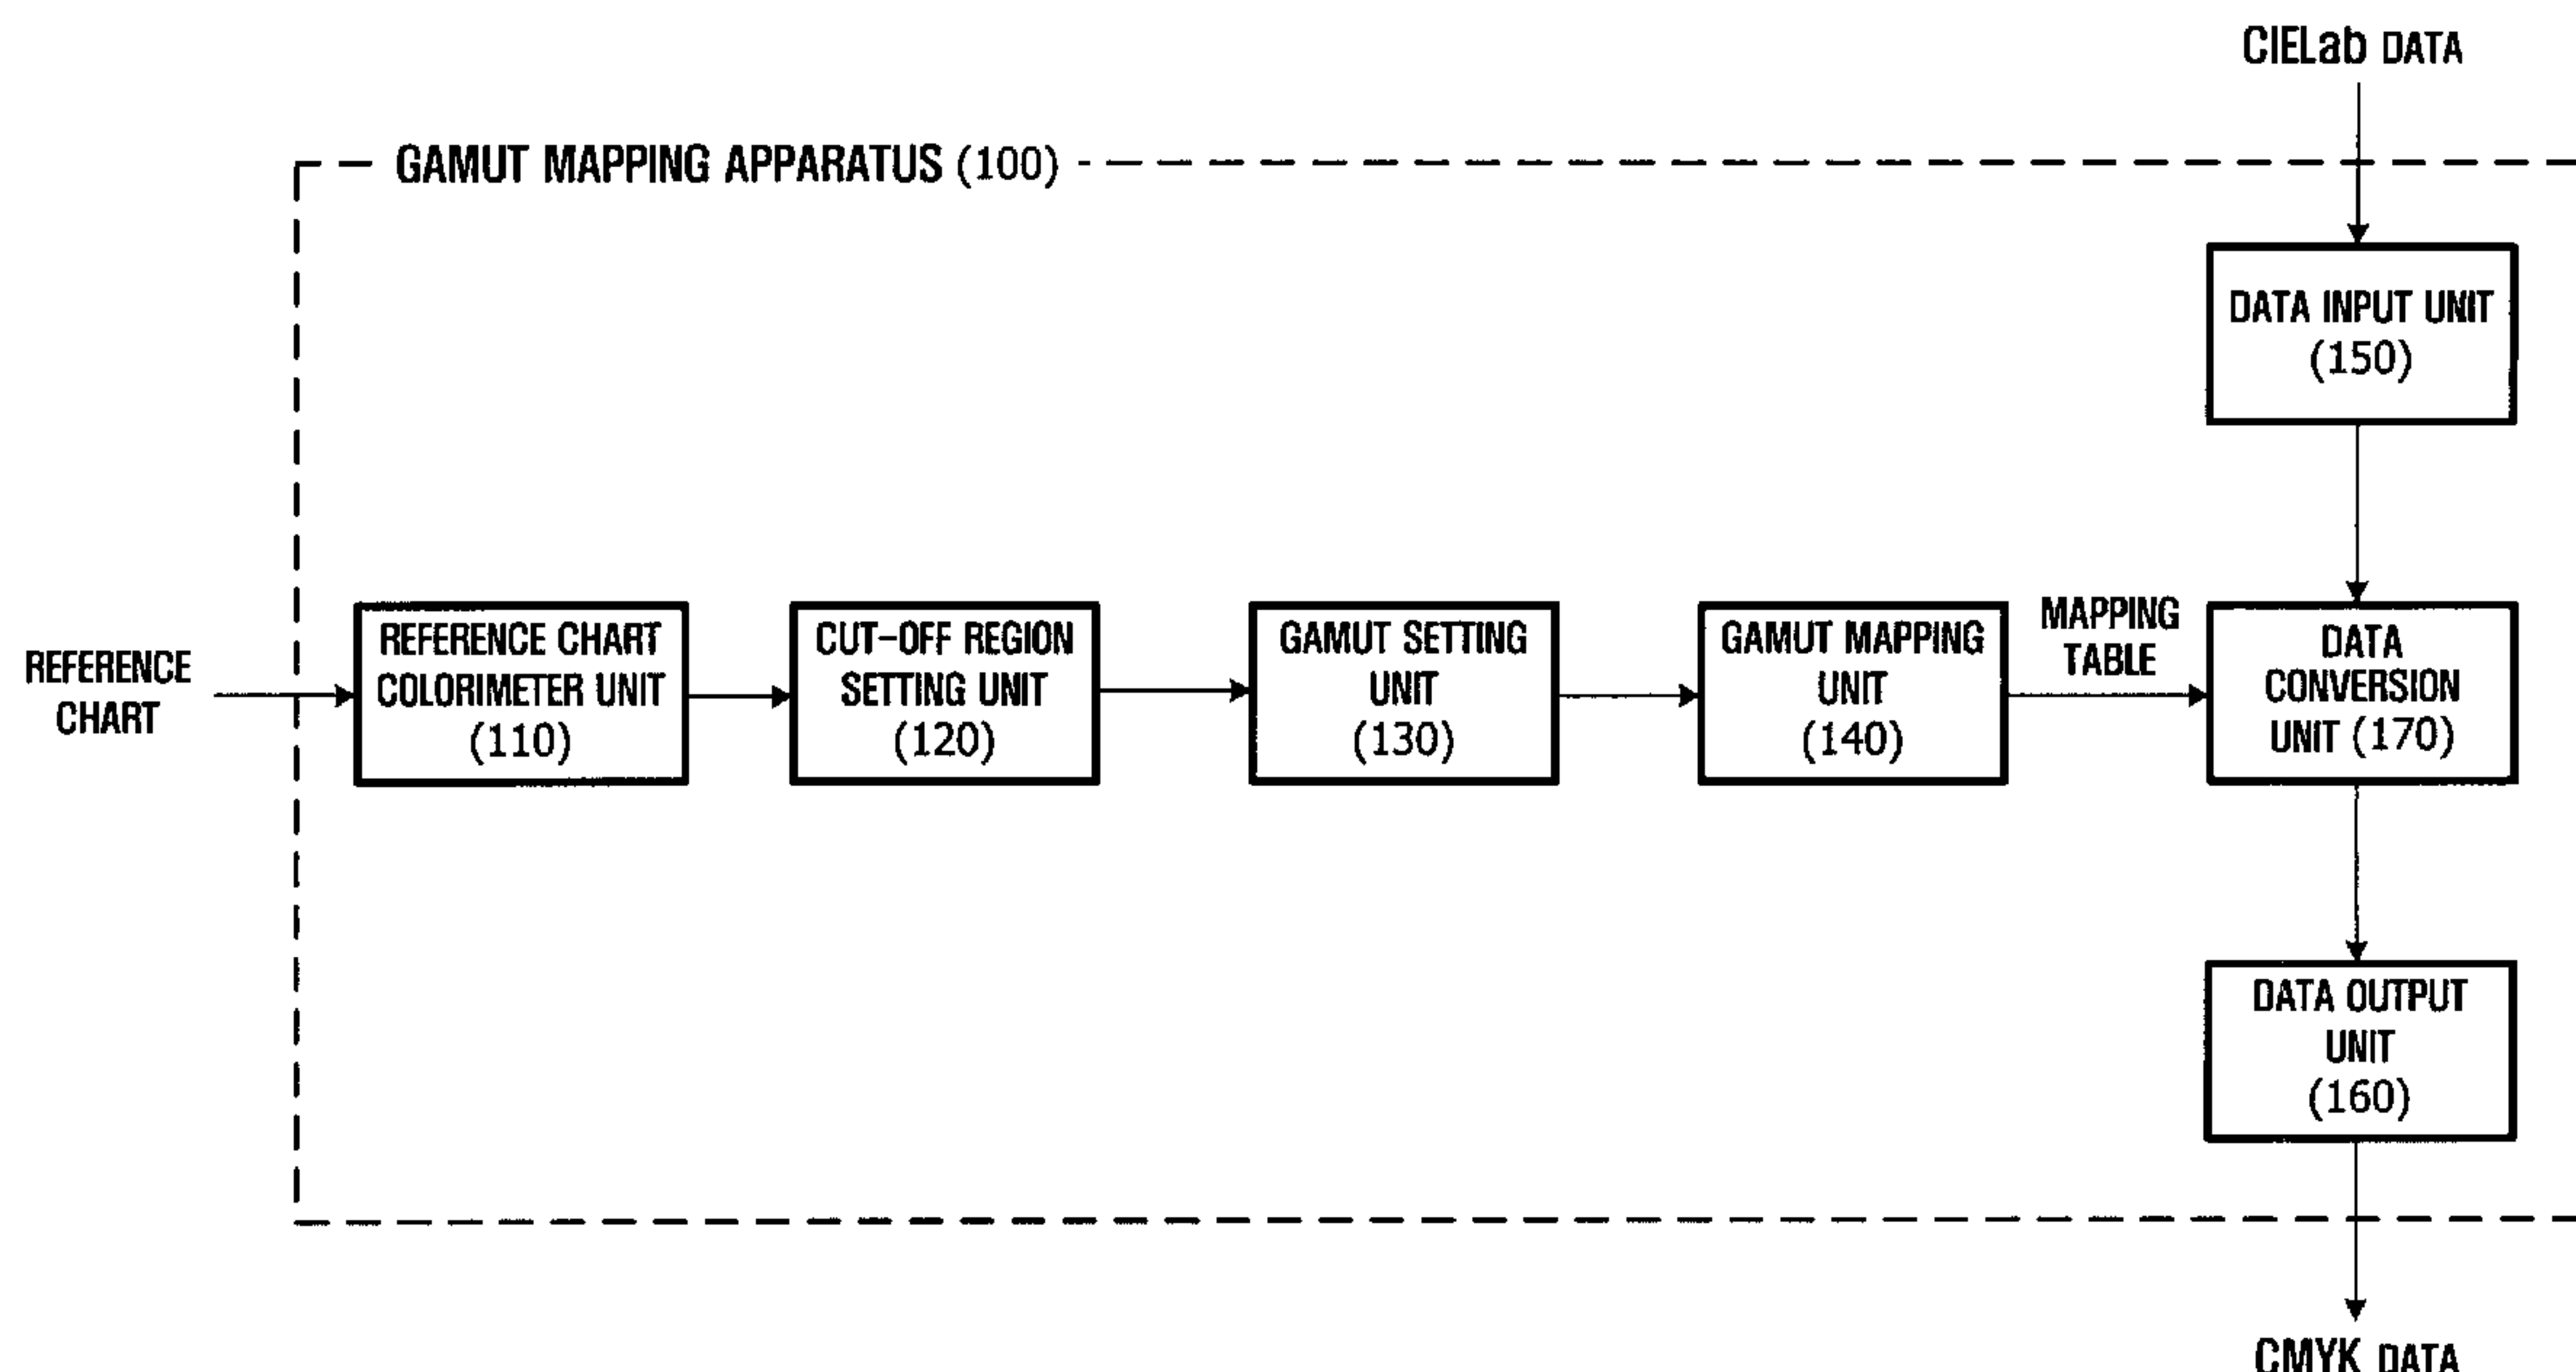 CIELab DATA
GAMUT MAPPING APPARATUS (100)
DATA INPUT UNIT
(150)
REFERENCE
CHART
REFERENCE CHART
COLORIMETER UNIT
(110)
CUT-OFF REGION
SETTING UNIT
(120)
GAMUT SETTING
UNIT
(130)
GAMUT MAPPING
UNIT
(140)
MAPPING
TABLE
DATA
CONVERSION
UNIT (170)
DATA OUTPUT
UNIT
(160)
CMYK DATA